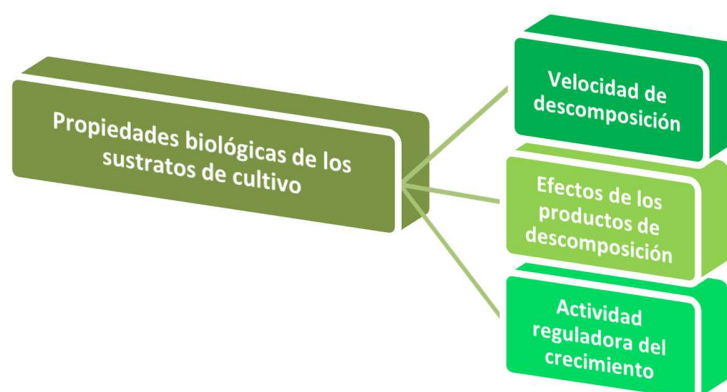 Propiedades biológicas de los
sustratos de cultivo
Velocidad de
descomposición
Efectos de los
productos de
descomposición
Actividad
reguladora del
crecimiento